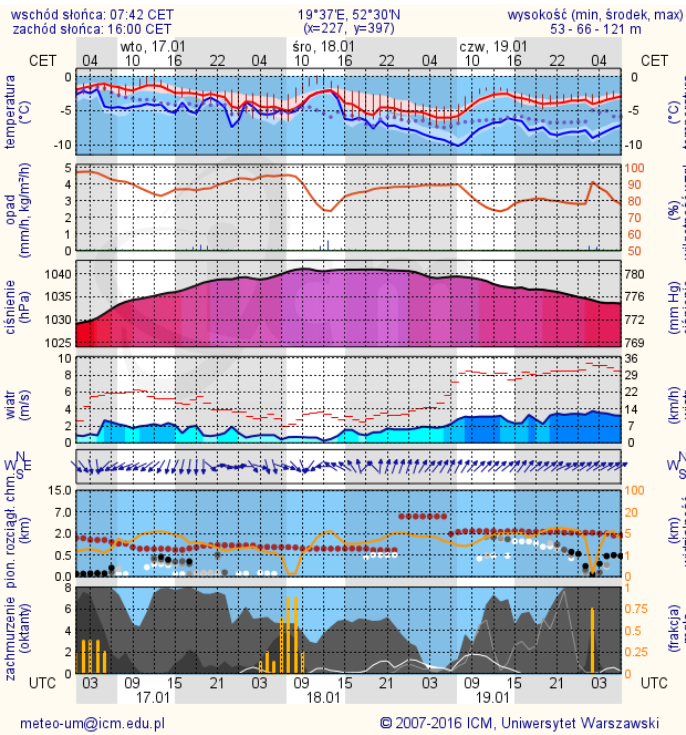 wschód słońca: 07:42 CET 19°37'E, 52°30'N wysokość (min, środek, max)
zachód słońca: 16:00 CET (x=227, y=397) 53 - 66 - 121 m
wto, 17.01 śro, 18.01 czw, 19.01
CET 04 10 16 22 04 10 16 22 04 10 16 22 04 CET
temperatura
(°C)
0
-5
-10
0
-5
-10
(°C)
opad
(mm/h, kg/m²/h)
5
4
3
2
1
0
100
90
80
70
60
50
(%)
ciśnienie
(hPa)
1040
1035
1030
1025
780
776
772
769
(mm Hg)
wiatr
(m/s)
10
8
6
4
2
0
36
29
22
14
7
0
(km/h)
N
W E
S
N
W
S
pion. rozciągł. chm.
(km)
15.0
7.0
2.0
0.5
0.0
100
20
5
1
0
(km)
zachmurzenie
(oktanty)
8
6
4
2
0
1
0.75
0.5
0.25
0
(frakcja)
UTC 03 09 15 21 03 09 15 21 03 09 15 21 03 UTC
17.01 18.01 19.01
meteo-um@icm.edu.pl © 2007-2016 ICM, Uniwersytet Warszawski